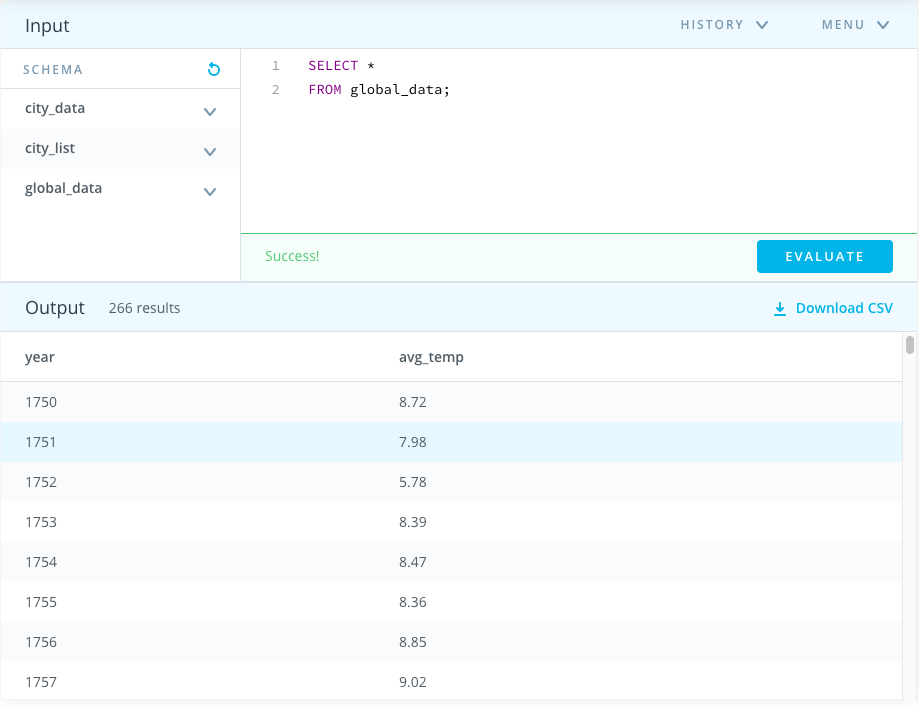 Input HISTORY MENU
SCHEMA
city_data
city_list
global_data
1 SELECT *
2 FROM global_data;
Success! EVALUATE
Output 266 results Download CSV
year avg_temp
1750 8.72
1751 7.98
1752 5.78
1753 8.39
1754 8.47
1755 8.36
1756 8.85
1757 9.02